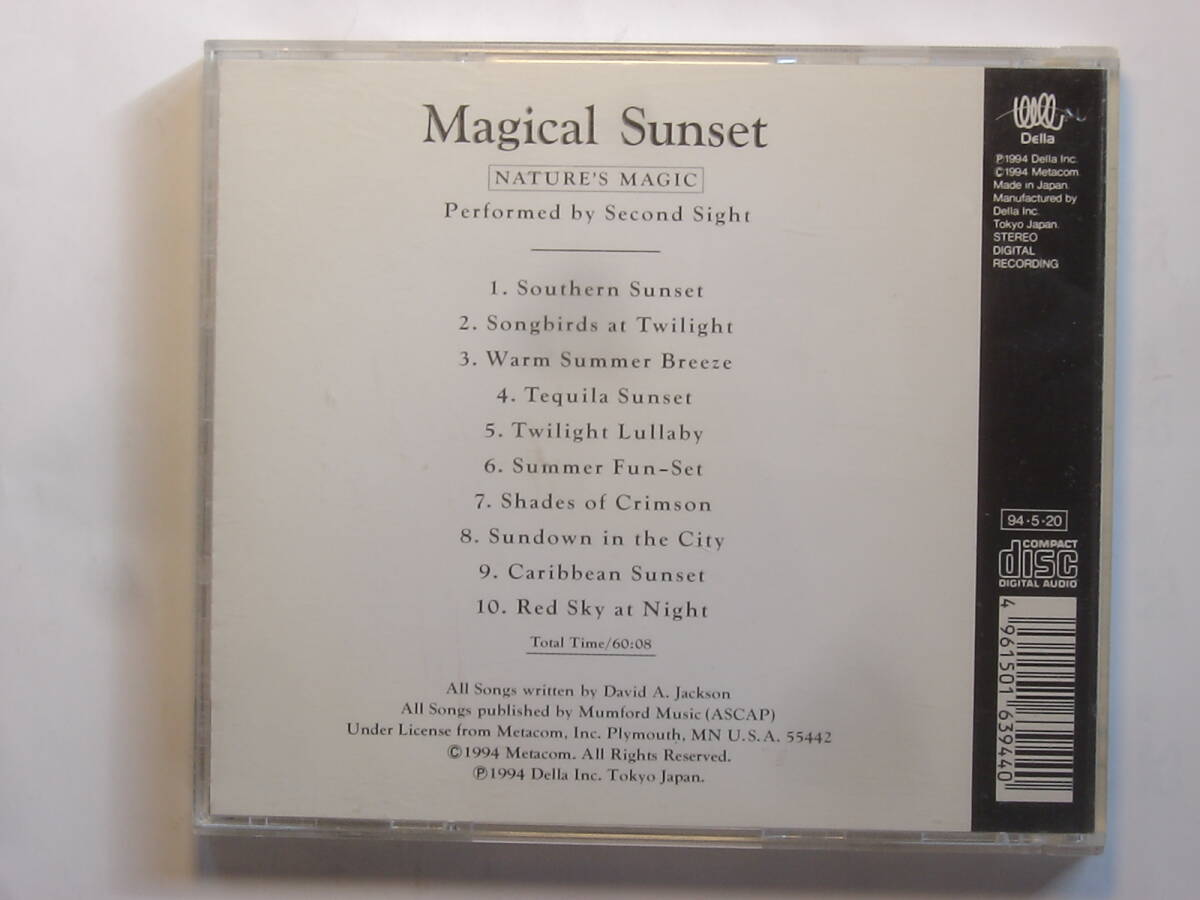 Magical Sunset
NATURE'S MAGIC
Performed by Second Sight
1. Southern Sunset
2. Songbirds at Twilight
3. Warm Summer Breeze
4. Tequila Sunset
5. Twilight Lullaby
6. Summer Fun-Set
7. Shades of Crimson
8. Sundown in the City
9. Caribbean Sunset
10. Red Sky at Night
Total Time/60:08
All Songs written by David A. Jackson
All Songs published by Mumford Music (ASCAP)
Under License from Metacom, Inc. Plymouth, MN U.S.A. 55442
©1994 Metacom. All Rights Reserved.
℗1994 Della Inc. Tokyo Japan.
Della
℗1994 Della Inc.
©1994 Metacom.
Made in Japan.
Manufactured by
Della Inc.
Tokyo Japan.
STEREO
DIGITAL
RECORDING
94·5·20
COMPACT
disc
DIGITAL AUDIO
4 961501 639440